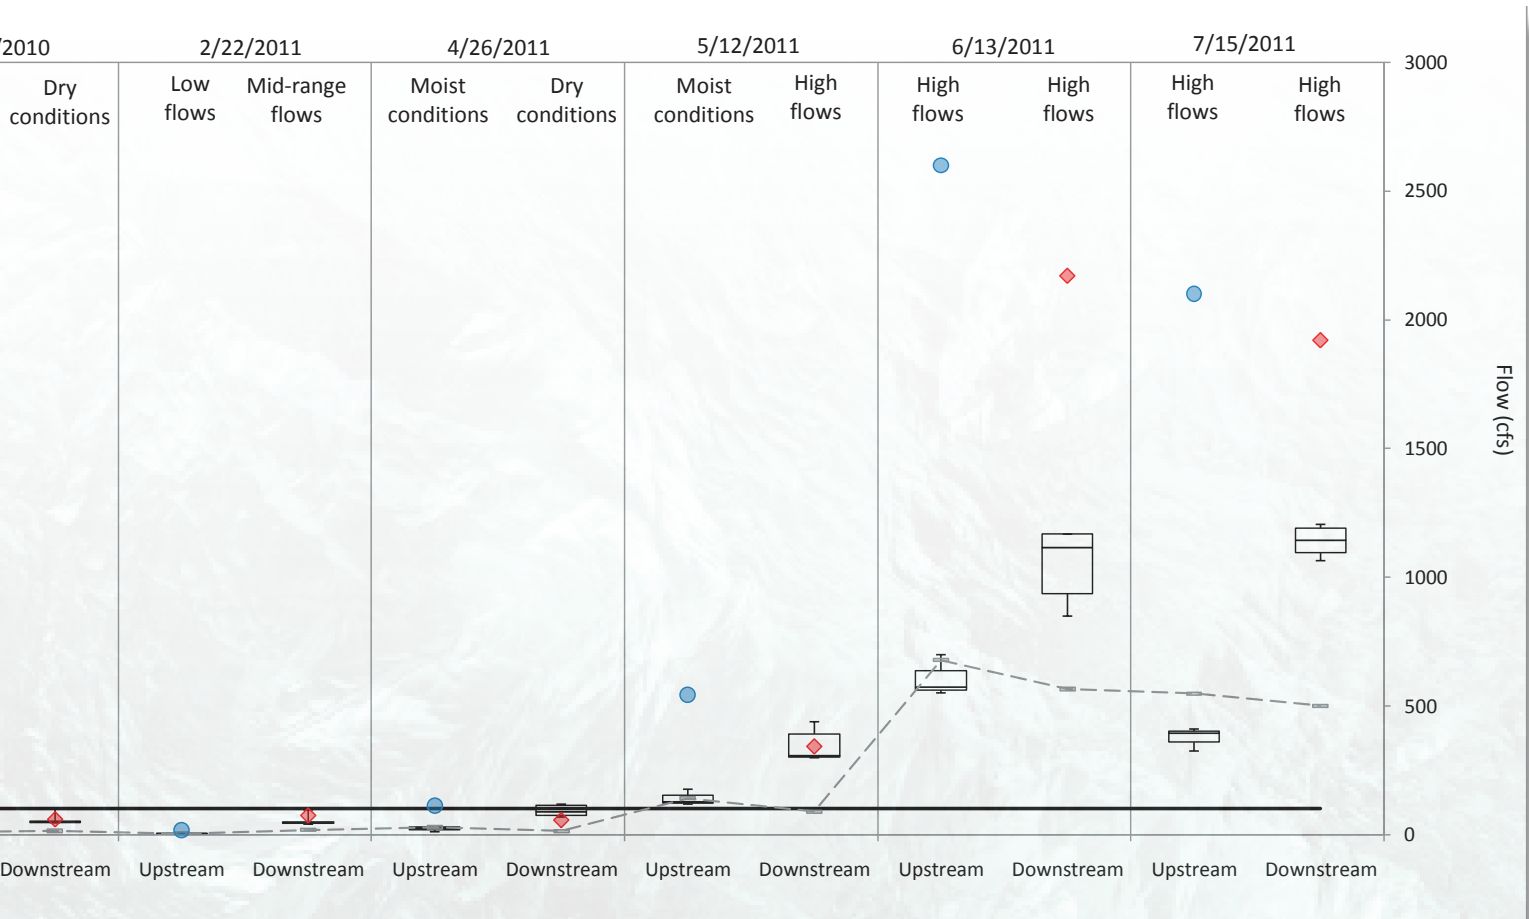 /2010
2/22/2011
4/26/2011
5/12/2011
6/13/2011
7/15/2011
Dry
conditions
Low
flows
Mid-range
flows
Moist
conditions
Dry
conditions
Moist
conditions
High
flows
High
flows
High
flows
High
flows
High
flows
3000
2500
2000
1500
1000
500
0
Flow (cfs)
Downstream
Upstream
Downstream
Upstream
Downstream
Upstream
Downstream
Upstream
Downstream
Upstream
Downstream